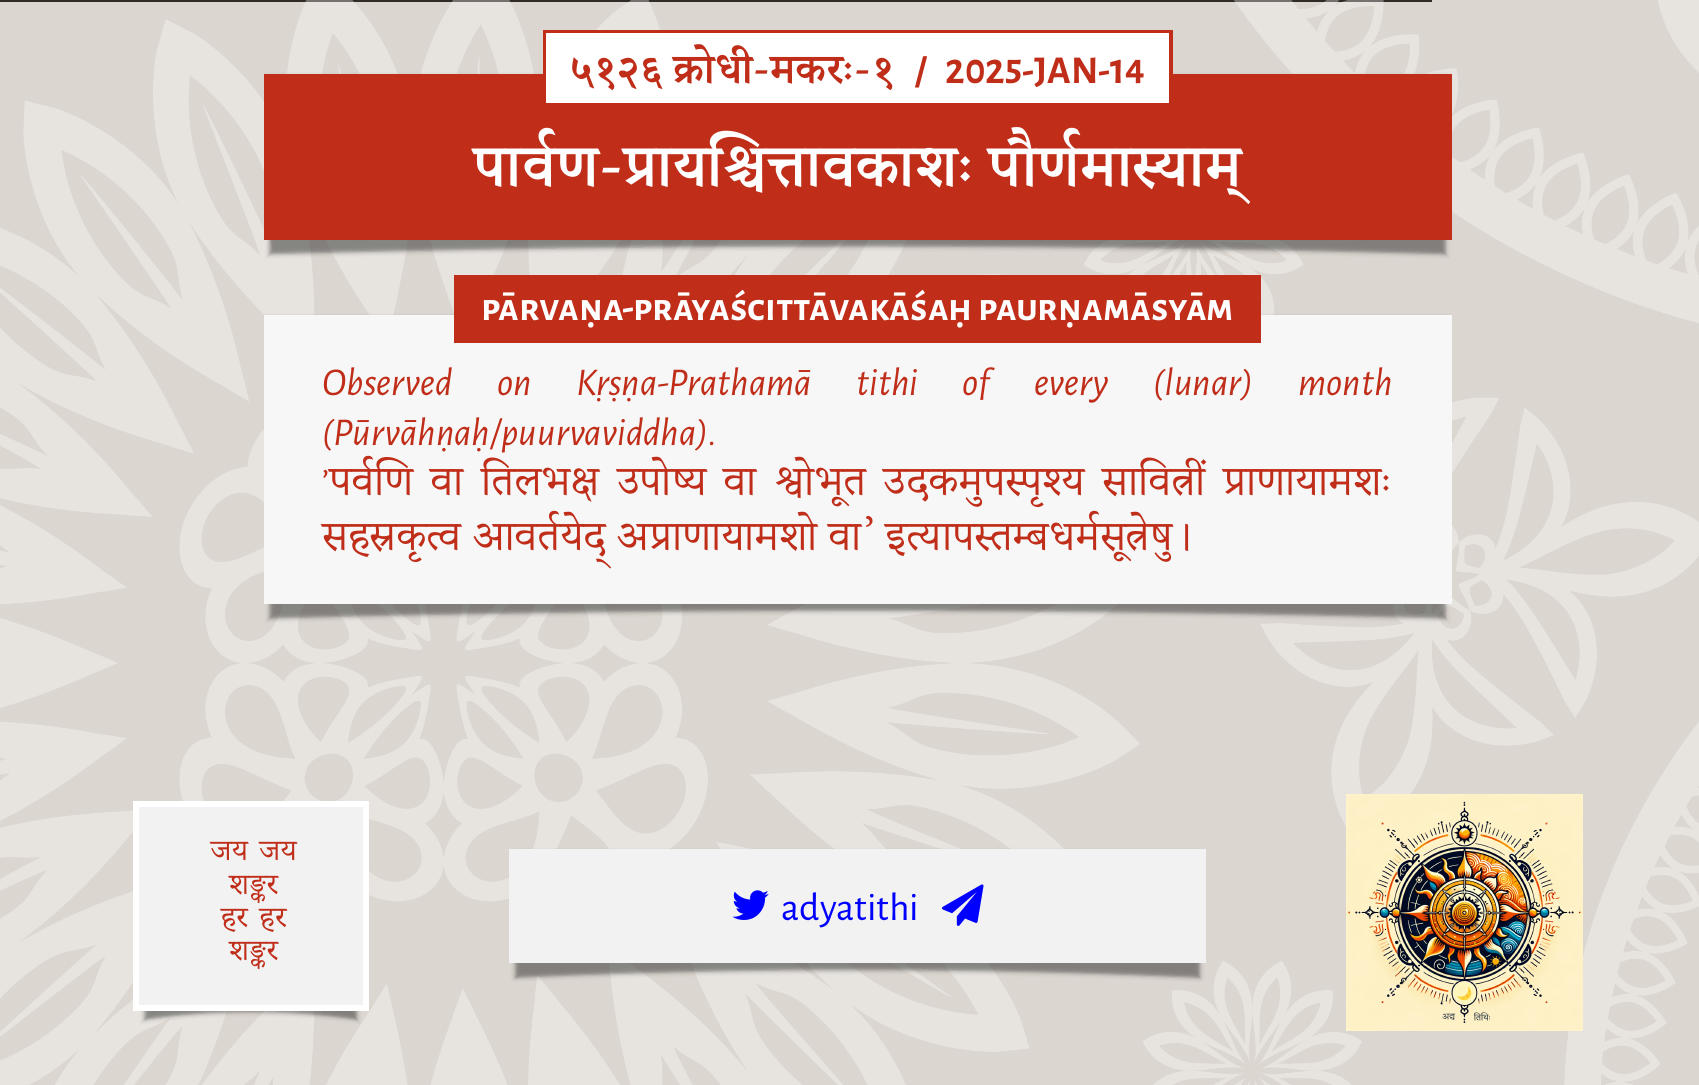 ५१२६ क्रोधी-मकरः-१ / 2025-JAN-14
पार्वण-प्रायश्चित्तावकाशः पौर्णमास्याम्
PĀRVAṆA-PRĀYAŚCITTĀVAKĀŚAḤ PAURṆAMĀSYĀM
Observed on Kṛṣṇa-Prathamā tithi of every (lunar) month
(Pūrvāhṇaḥ/puurvaviddha).
’पर्वणि वा तिलभक्ष उपोष्य वा श्वोभूत उदकमुपस्पृश्य सावित्रीं प्राणायामशः
सहस्रकृत्व आवर्तयेद् अप्राणायामशो वा’ इत्यापस्तम्बधर्मसूत्रेषु।
जय जय
शङ्कर
हर हर
शङ्कर
adyatithi
अद्य तिथिः